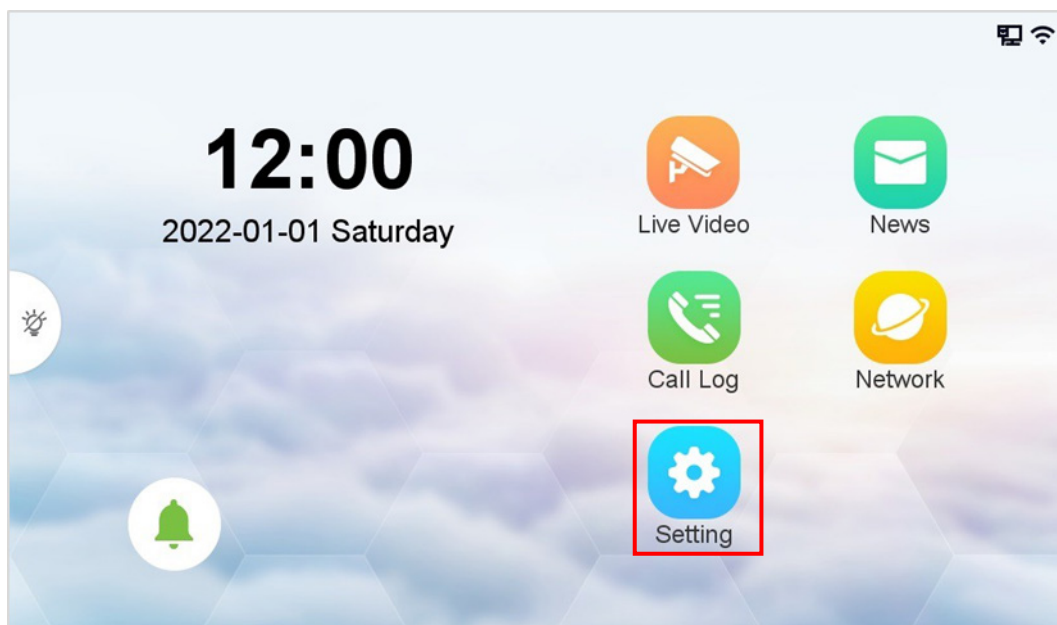 12:00
2022-01-01 Saturday
Live Video
News
Call Log
Network
Setting